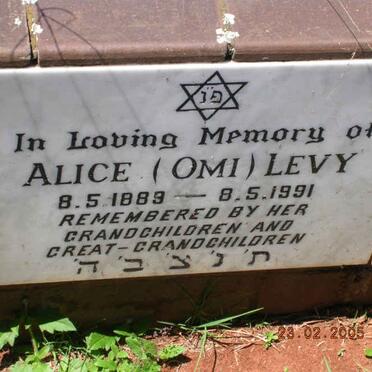 פ"נ
In Loving Memory of
ALICE (OMI) LEVY
8.5.1889 — 8.5.1991
REMEMBERED BY HER
GRANDCHILDREN AND
GREAT-GRANDCHILDREN
ת'נ'צ'ב'ה'
23.02.2005